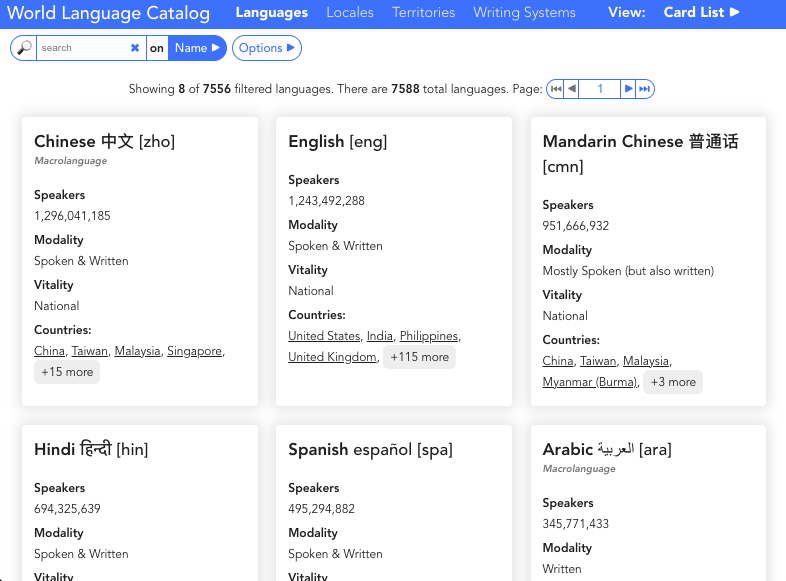 World Language Catalog Languages Locales Territories Writing Systems View: Card List ▶
search ✖ on Name ▶ Options ▶
Showing 8 of 7556 filtered languages. There are 7588 total languages. Page: ⏮ ◀ 1 ▶ ⏭
Chinese 中文 [zho]
Macrolanguage
Speakers
1,296,041,185
Modality
Spoken & Written
Vitality
National
Countries:
China, Taiwan, Malaysia, Singapore,
+15 more
English [eng]
Speakers
1,243,492,288
Modality
Spoken & Written
Vitality
National
Countries:
United States, India, Philippines,
United Kingdom, +115 more
Mandarin Chinese 普通话
[cmn]
Speakers
951,666,932
Modality
Mostly Spoken (but also written)
Vitality
National
Countries:
China, Taiwan, Malaysia,
Myanmar (Burma), +3 more
Hindi हिन्दी [hin]
Speakers
694,325,639
Modality
Spoken & Written
Vitality
Spanish español [spa]
Speakers
495,294,882
Modality
Spoken & Written
Vitality
Arabic العربية [ara]
Macrolanguage
Speakers
345,771,433
Modality
Written